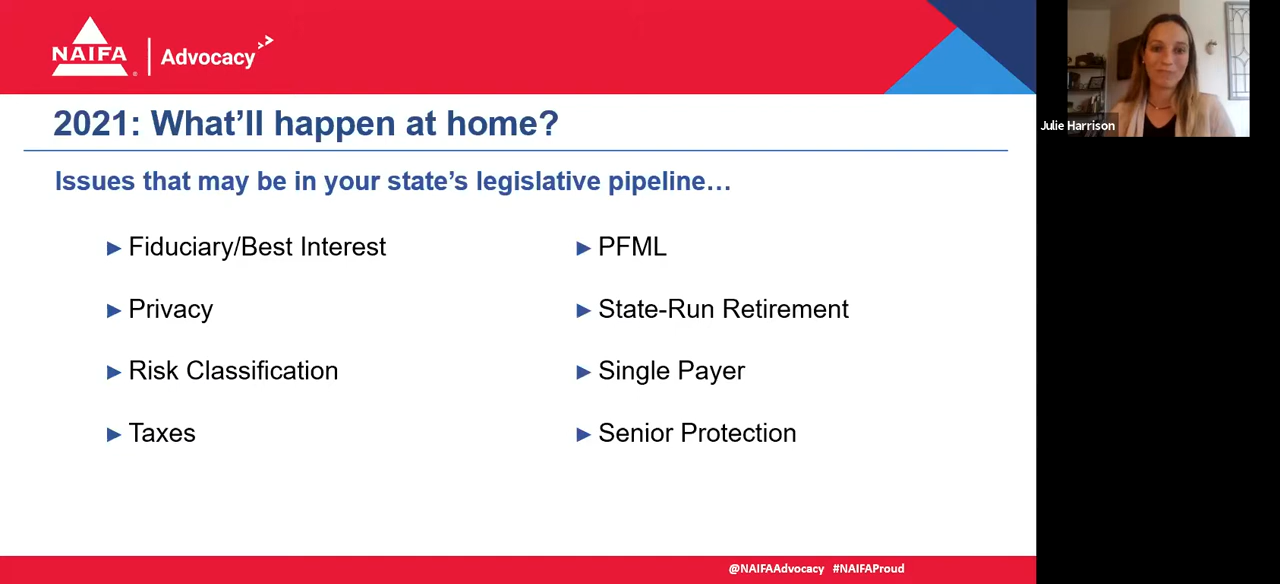 NAIFA
Advocacy
2021: What'll happen at home?
Issues that may be in your state's legislative pipeline…
Fiduciary/Best Interest
Privacy
Risk Classification
Taxes
PFML
State-Run Retirement
Single Payer
Senior Protection
@NAIFAAdvocacy #NAIFAProud
Julie Harrison